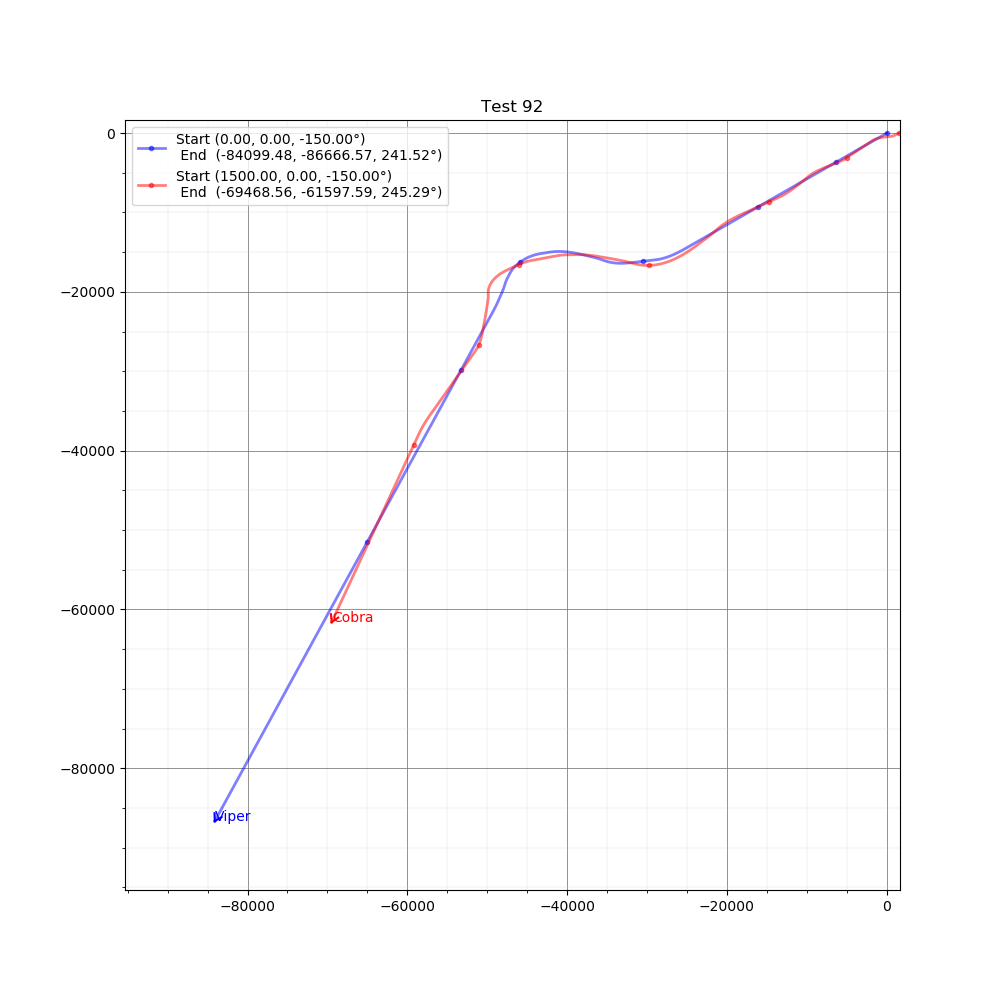 Test 92
Start (0.00, 0.00, -150.00°)
End (-84099.48, -86666.57, 241.52°)
Start (1500.00, 0.00, -150.00°)
End (-69468.56, -61597.59, 245.29°)
0
−20000
−40000
−60000
−80000
Cobra
Viper
−80000 −60000 −40000 −20000 0